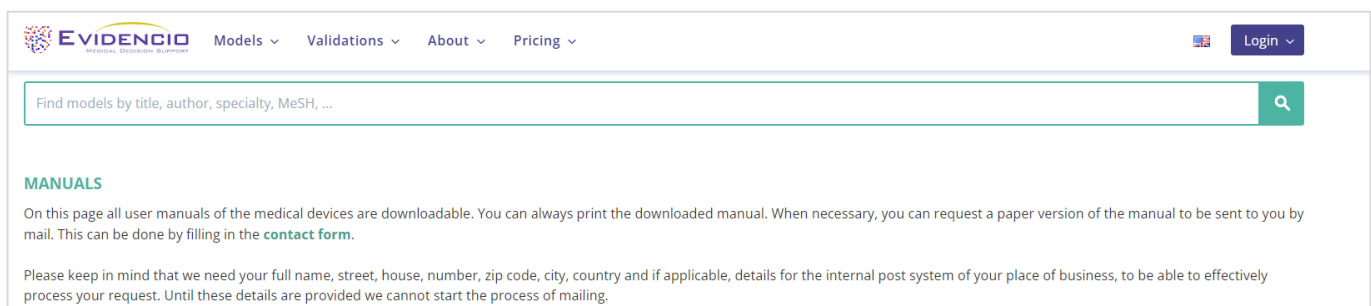 EVIDENCIO
MEDICAL DECISION SUPPORT
Models Validations About Pricing Login
Find models by title, author, specialty, MeSH, ...
MANUALS
On this page all user manuals of the medical devices are downloadable. You can always print the downloaded manual. When necessary, you can request a paper version of the manual to be sent to you by
mail. This can be done by filling in the contact form.
Please keep in mind that we need your full name, street, house, number, zip code, city, country and if applicable, details for the internal post system of your place of business, to be able to effectively
process your request. Until these details are provided we cannot start the process of mailing.